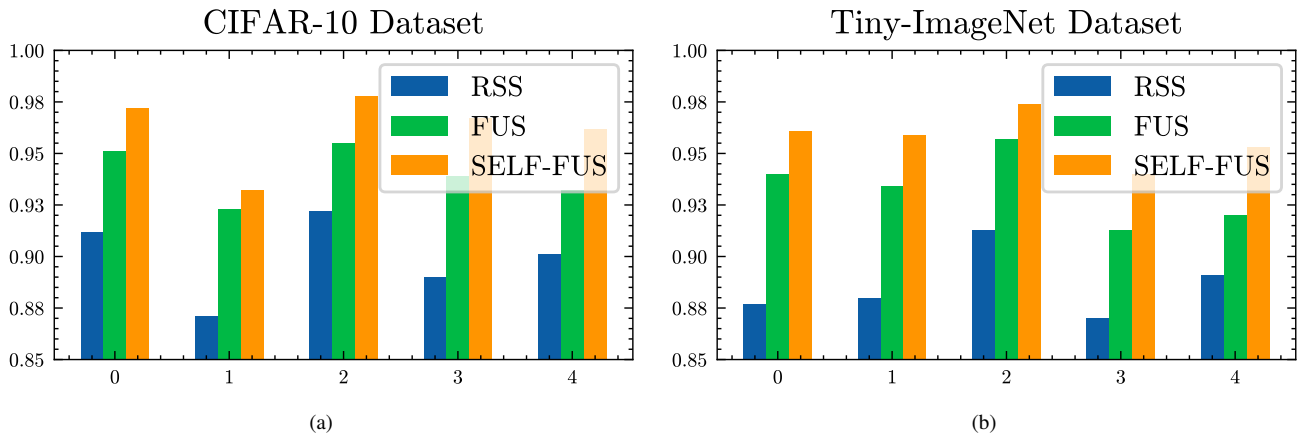 CIFAR-10 Dataset
1.00
0.98
0.95
0.93
0.90
0.88
0.85
0 1 2 3 4
RSS
FUS
SELF-FUS
(a)
Tiny-ImageNet Dataset
1.00
0.98
0.95
0.93
0.90
0.88
0.85
0 1 2 3 4
RSS
FUS
SELF-FUS
(b)